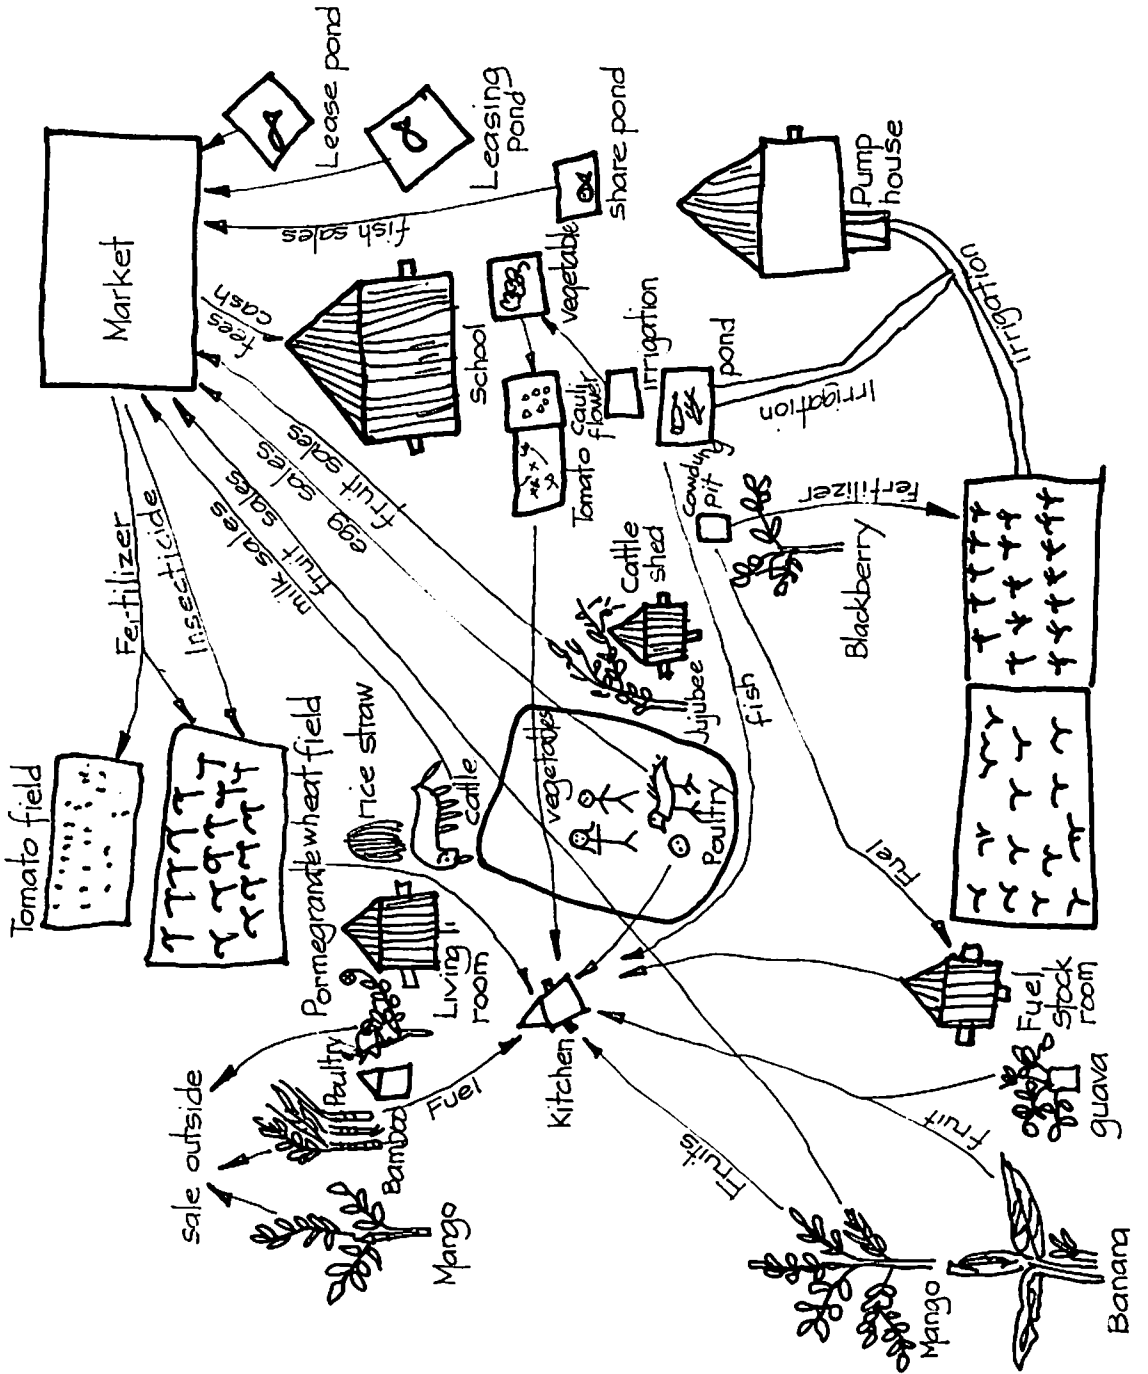 Tomato field
Fertilizer
Insecticide
Market
Lease pond
Leasing
pond
share pond
fish sales
fees
cash
School
vegetable
Tomato
Cauli
flower
Irrigation
pond
Pump
house
Irrigation
Irrigation
milk sales
fruit sales
egg sales
fruit sales
Pormegranate
wheat field
rice straw
cattle
Living
room
sale outside
Poultry
Bamboo
Mango
Fuel
Kitchen
vegetables
Poultry
Jujubee
Cattle
shed
Cowdung
pit
Fertilizer
Blackberry
fish
Fuel
Fuel
stock
room
guava
fruit
Fruits
Mango
Banana